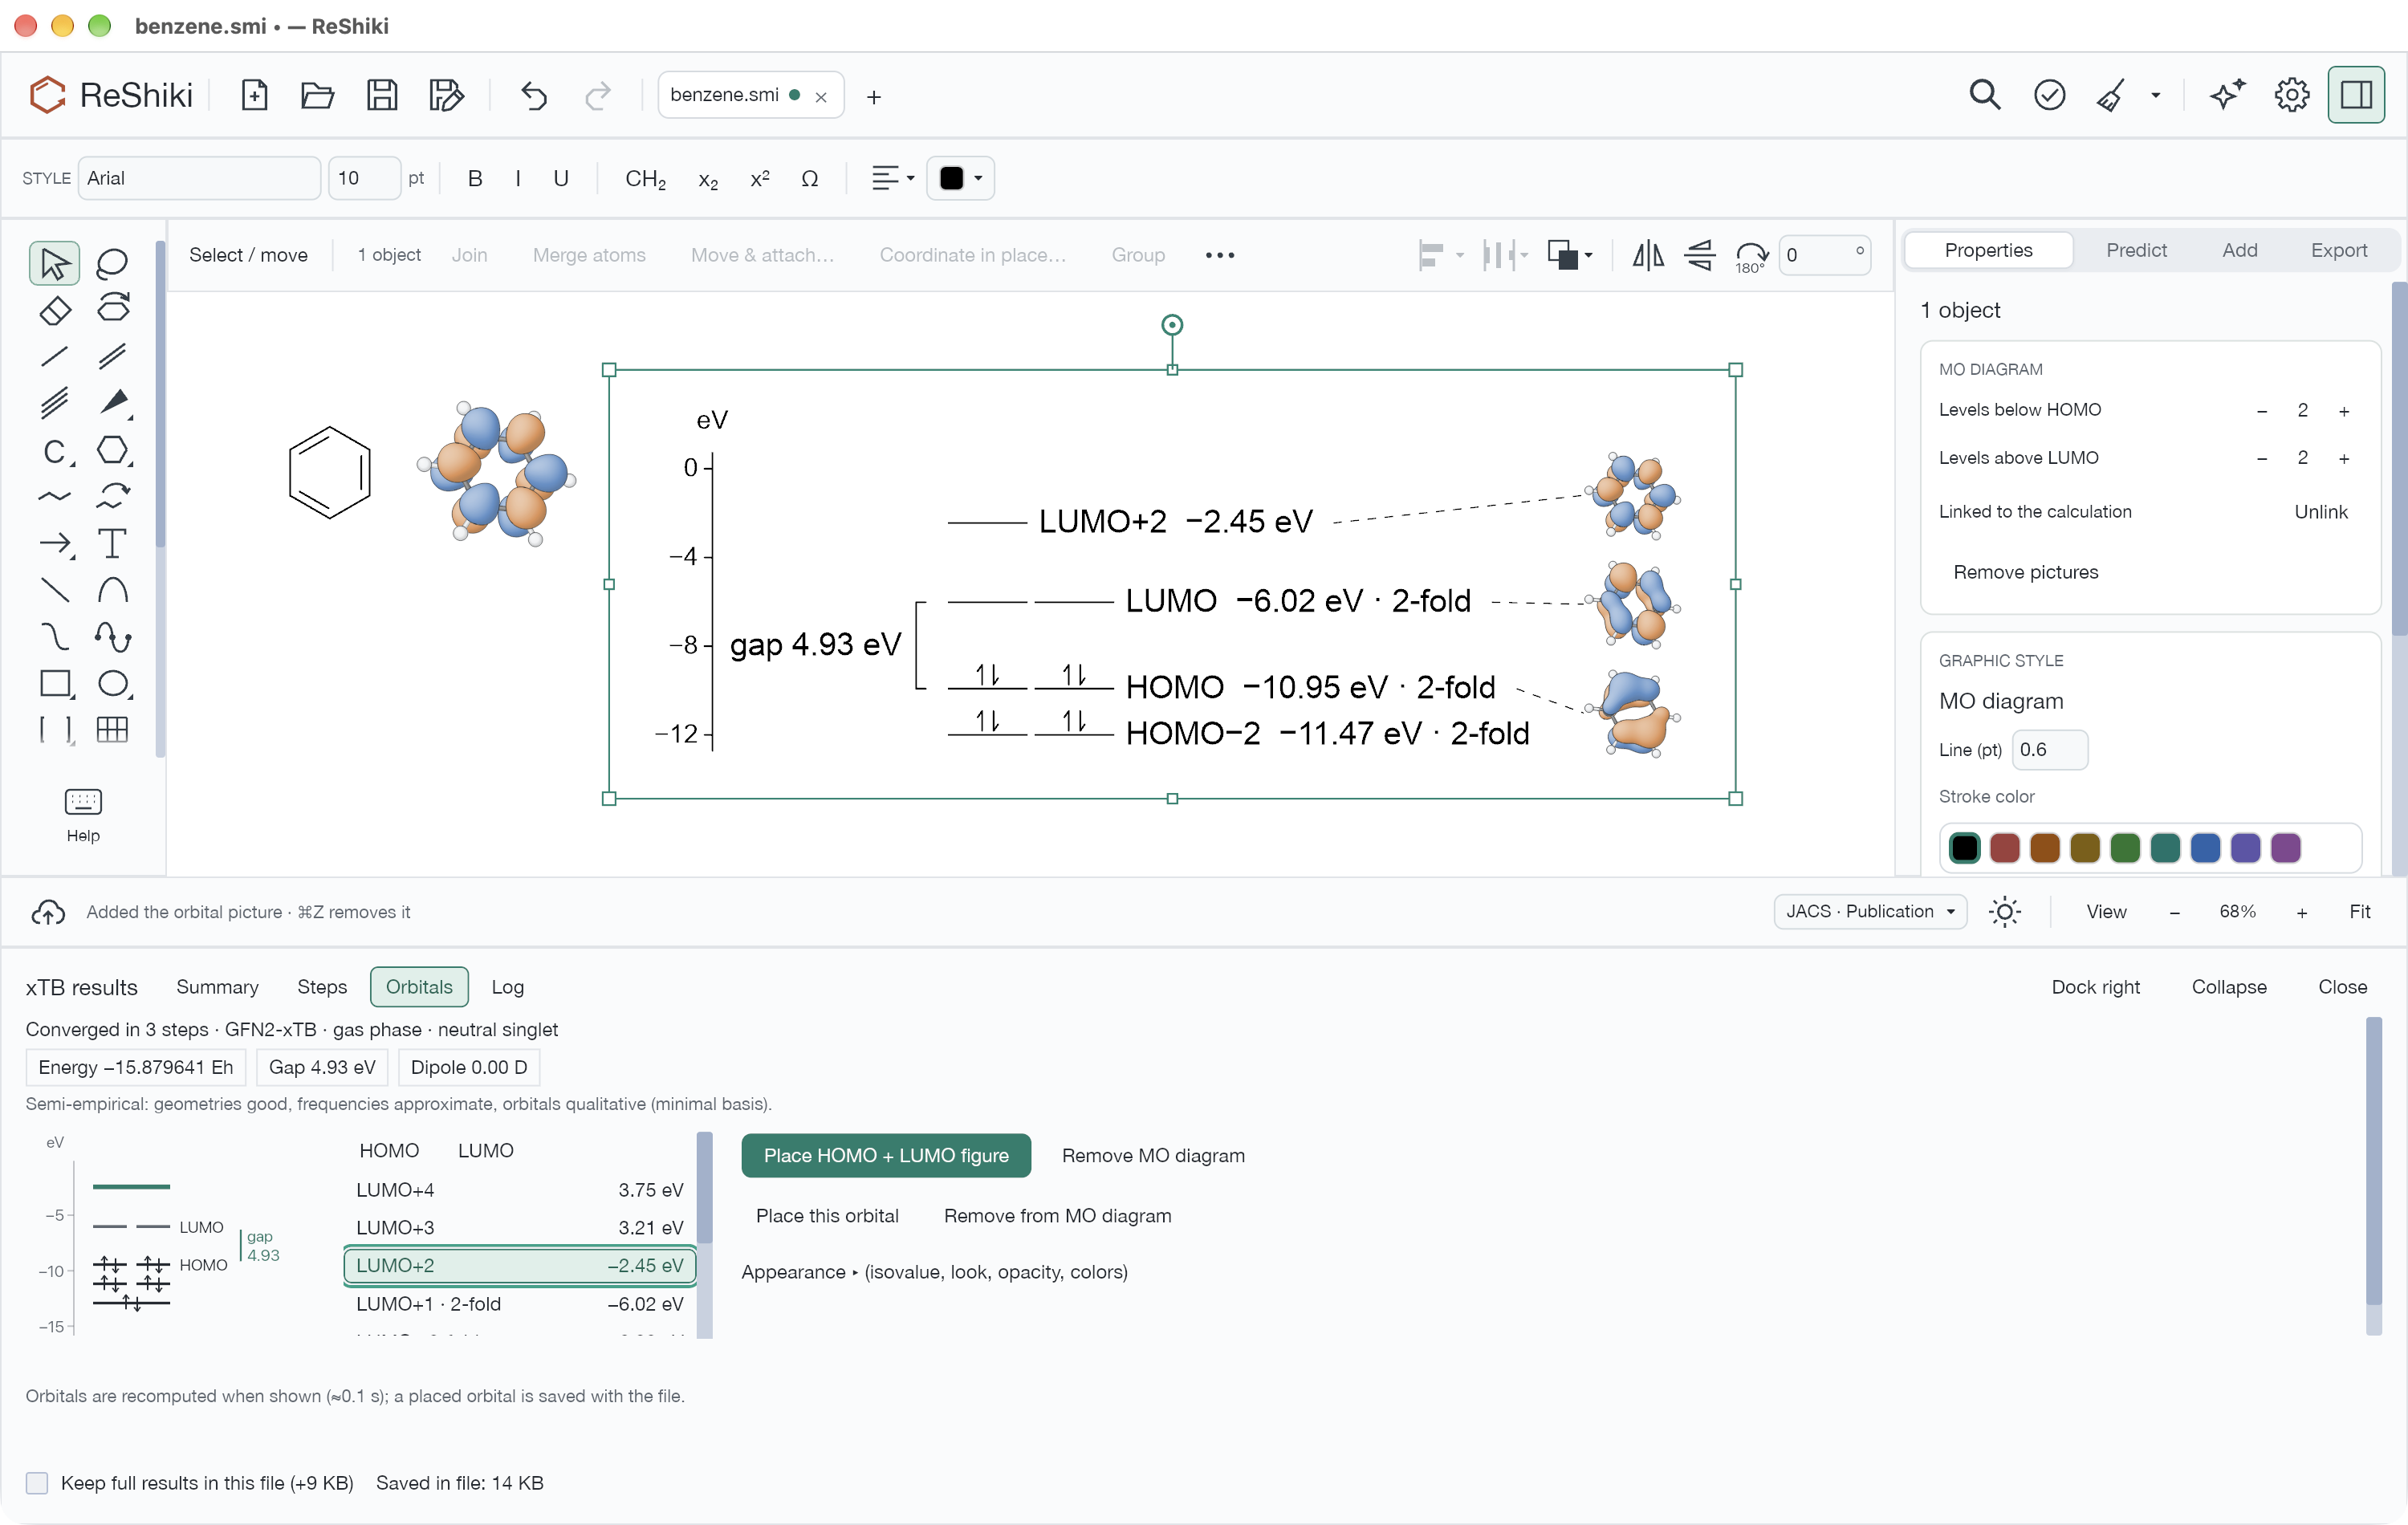 benzene.smi • — ReShiki
ReShiki
benzene.smi
STYLE Arial 10 pt B I U CH₂ x₂ x² Ω
Select / move 1 object Join Merge atoms Move & attach… Coordinate in place… Group ••• 180° 0 °
Properties Predict Add Export
1 object
MO DIAGRAM
Levels below HOMO – 2 +
Levels above LUMO – 2 +
Linked to the calculation Unlink
Remove pictures
GRAPHIC STYLE
MO diagram
Line (pt) 0.6
Stroke color
C
T
Help
eV
0
−4
−8
−12
LUMO+2 −2.45 eV
LUMO −6.02 eV · 2-fold
gap 4.93 eV
HOMO −10.95 eV · 2-fold
HOMO−2 −11.47 eV · 2-fold
Added the orbital picture · ⌘Z removes it
JACS · Publication View – 68% + Fit
xTB results Summary Steps Orbitals Log Dock right Collapse Close
Converged in 3 steps · GFN2-xTB · gas phase · neutral singlet
Energy −15.879641 Eh Gap 4.93 eV Dipole 0.00 D
Semi-empirical: geometries good, frequencies approximate, orbitals qualitative (minimal basis).
eV
−5
−10
−15
LUMO
HOMO
gap
4.93
HOMO LUMO
LUMO+4 3.75 eV
LUMO+3 3.21 eV
LUMO+2 −2.45 eV
LUMO+1 · 2-fold −6.02 eV
Place HOMO + LUMO figure Remove MO diagram
Place this orbital Remove from MO diagram
Appearance ‣ (isovalue, look, opacity, colors)
Orbitals are recomputed when shown (≈0.1 s); a placed orbital is saved with the file.
Keep full results in this file (+9 KB) Saved in file: 14 KB